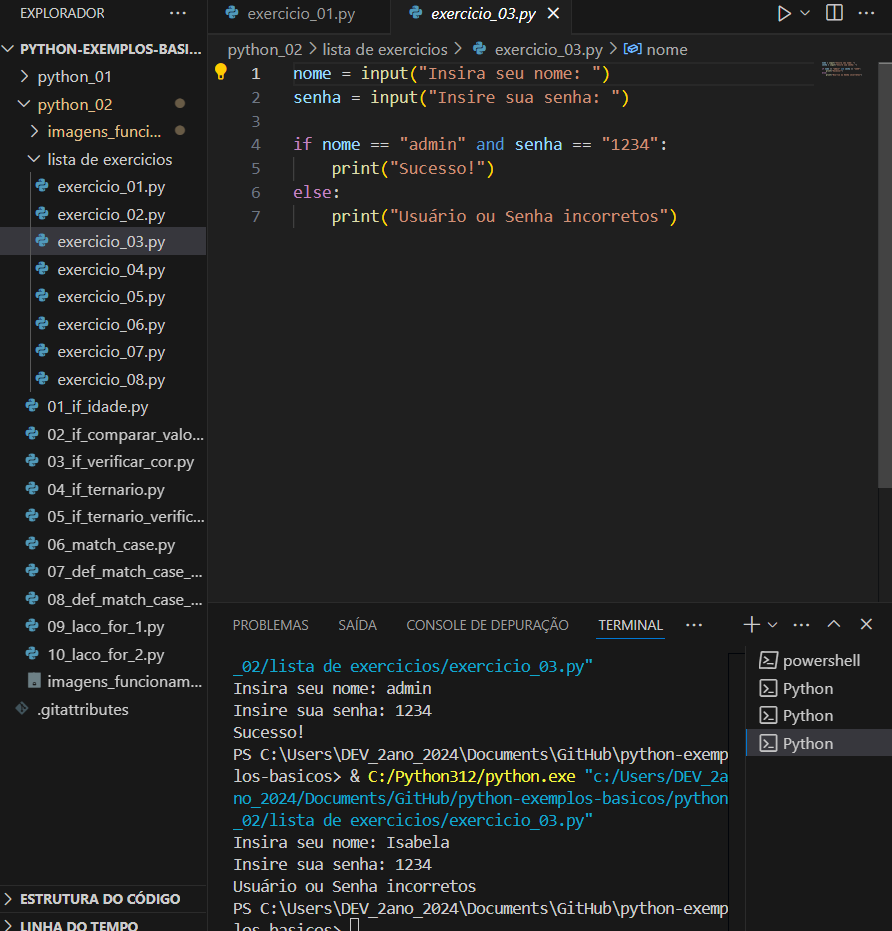 EXPLORADOR ...
PYTHON-EXEMPLOS-BASI...
python_01
python_02
imagens_funci...
lista de exercicios
exercicio_01.py
exercicio_02.py
exercicio_03.py
exercicio_04.py
exercicio_05.py
exercicio_06.py
exercicio_07.py
exercicio_08.py
01_if_idade.py
02_if_comparar_valo...
03_if_verificar_cor.py
04_if_ternario.py
05_if_ternario_verific...
06_match_case.py
07_def_match_case_...
08_def_match_case_...
09_laco_for_1.py
10_laco_for_2.py
imagens_funcionam...
.gitattributes
ESTRUTURA DO CÓDIGO
LINHA DO TEMPO
exercicio_01.py exercicio_03.py
python_02 > lista de exercicios > exercicio_03.py > nome
1 nome = input("Insira seu nome: ")
2 senha = input("Insire sua senha: ")
3
4 if nome == "admin" and senha == "1234":
5 print("Sucesso!")
6 else:
7 print("Usuário ou Senha incorretos")
PROBLEMAS SAÍDA CONSOLE DE DEPURAÇÃO TERMINAL ...
_02/lista de exercicios/exercicio_03.py"
Insira seu nome: admin
Insire sua senha: 1234
Sucesso!
PS C:\Users\DEV_2ano_2024\Documents\GitHub\python-exemp
los-basicos> & C:/Python312/python.exe "c:/Users/DEV_2a
no_2024/Documents/GitHub/python-exemplos-basicos/python
_02/lista de exercicios/exercicio_03.py"
Insira seu nome: Isabela
Insire sua senha: 1234
Usuário ou Senha incorretos
PS C:\Users\DEV_2ano_2024\Documents\GitHub\python-exemp
los-basicos>
powershell
Python
Python
Python